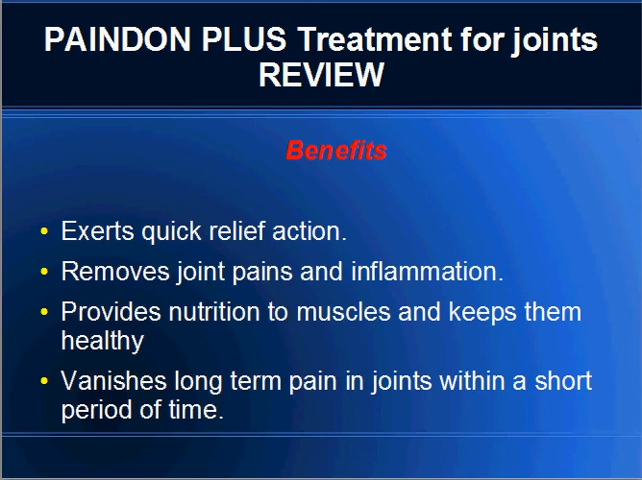 PAINDON PLUS Treatment for joints
REVIEW
Benefits
• Exerts quick relief action.
• Removes joint pains and inflammation.
• Provides nutrition to muscles and keeps them
healthy
• Vanishes long term pain in joints within a short
period of time.